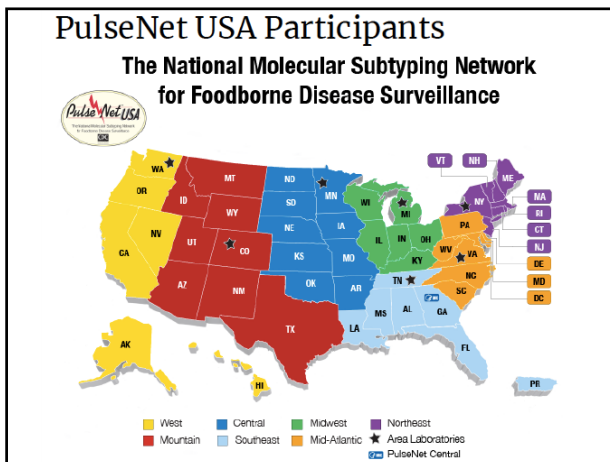 PulseNet USA Participants
The National Molecular Subtyping Network
for Foodborne Disease Surveillance
PulseNet USA
VT
NH
ME
WA
MT
ND
MN
OR
ID
WI
MI
NY
MA
SD
WY
RI
IA
PA
CT
NV
NE
NJ
UT
IL
IN
OH
CA
CO
WV
VA
DE
KS
MO
KY
MD
NC
TN
DC
AZ
NM
OK
AR
SC
MS
AL
GA
TX
LA
FL
AK
HI
PR
West
Central
Midwest
Northeast
Mountain
Southeast
Mid-Atlantic
Area Laboratories
PulseNet Central